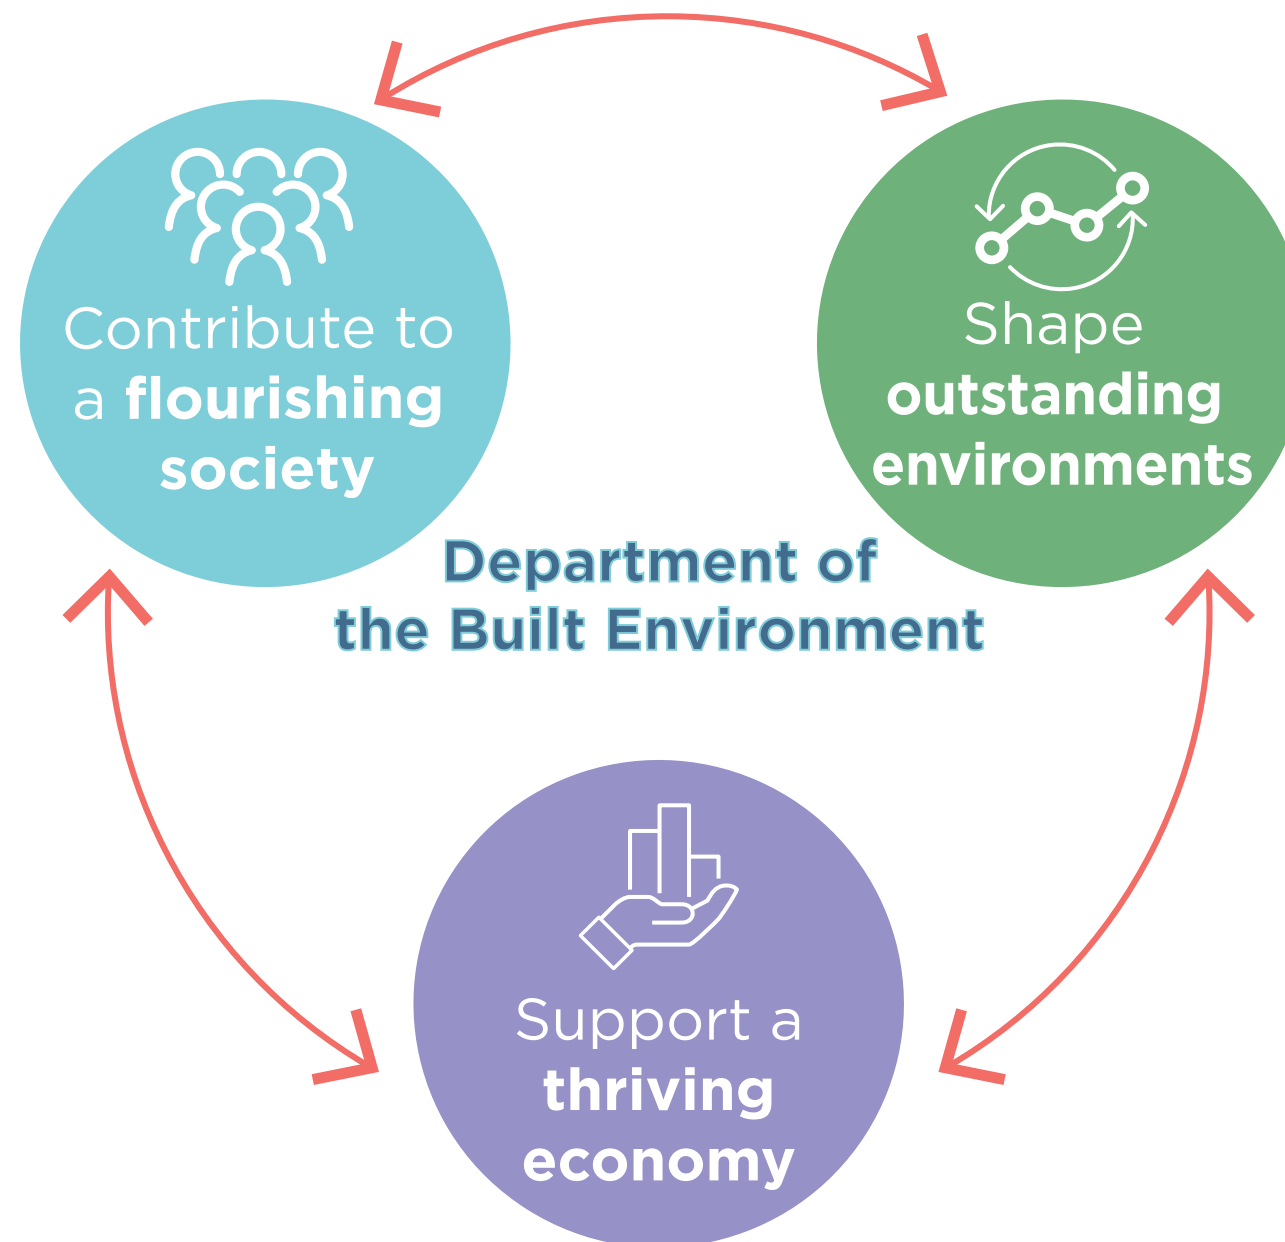 Contribute to
a flourishing
society
Shape
outstanding
environments
Department of
the Built Environment
Support a
thriving
economy